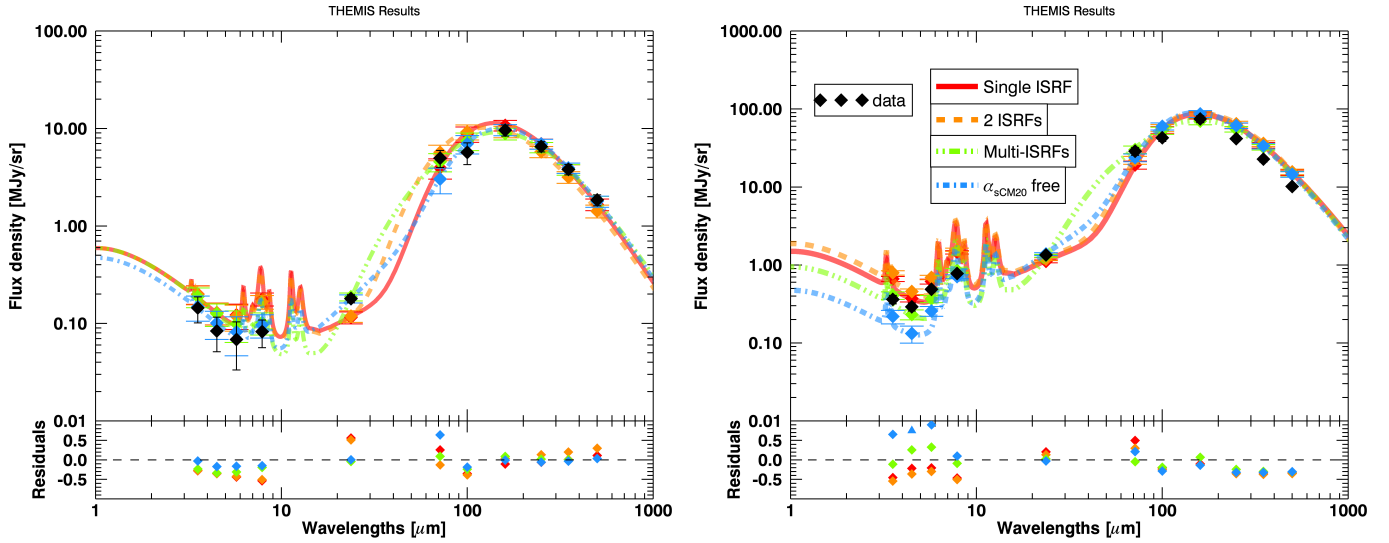 THEMIS Results
100.00
10.00
1.00
0.10
0.01
Flux density [MJy/sr]
0.5
0.0
-0.5
Residuals
1 10 100 1000
Wavelengths [μm]
THEMIS Results
1000.00
100.00
10.00
1.00
0.10
0.01
Flux density [MJy/sr]
data
Single ISRF
2 ISRFs
Multi-ISRFs
αsCM20 free
0.5
0.0
-0.5
Residuals
1 10 100 1000
Wavelengths [μm]